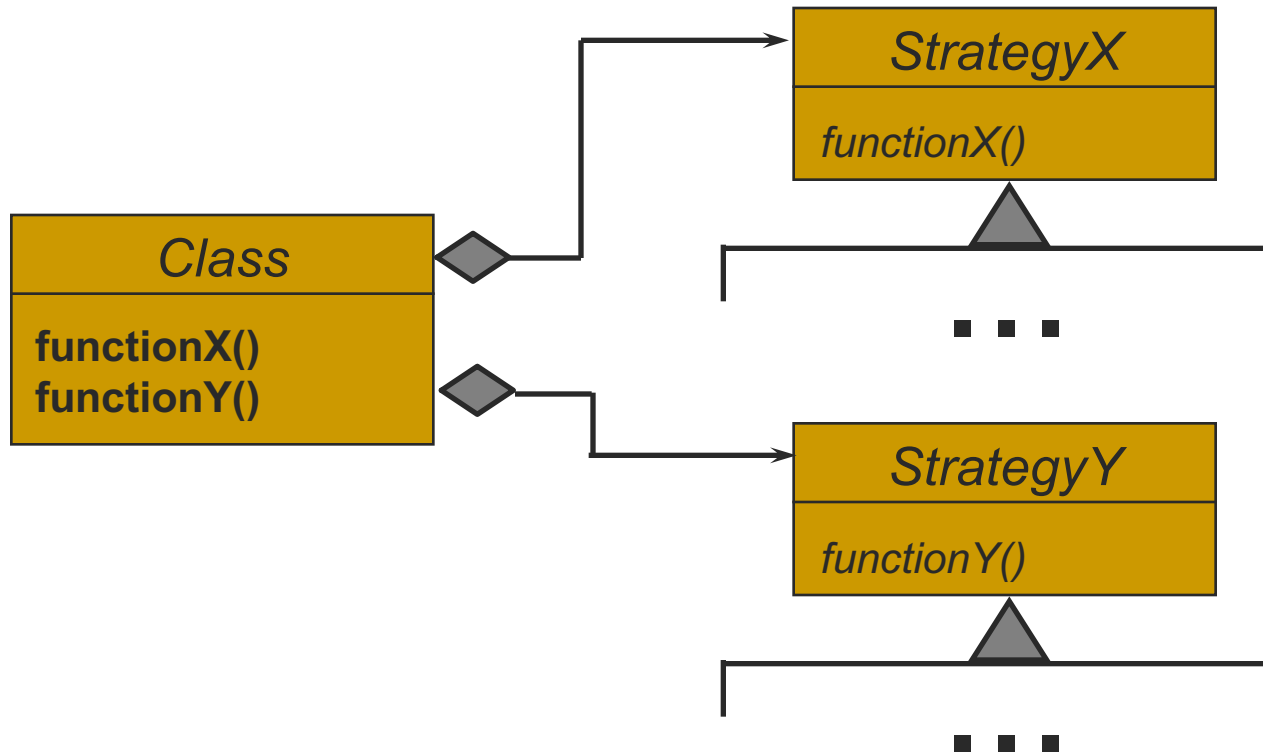 StrategyX
functionX()
Class
functionX()
functionY()
StrategyY
functionY()